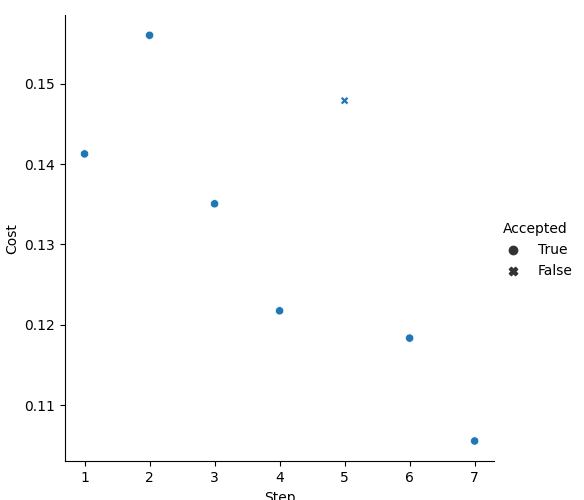 0.15
0.14
0.13
0.12
0.11
Cost
1 2 3 4 5 6 7
Step
Accepted
True
False